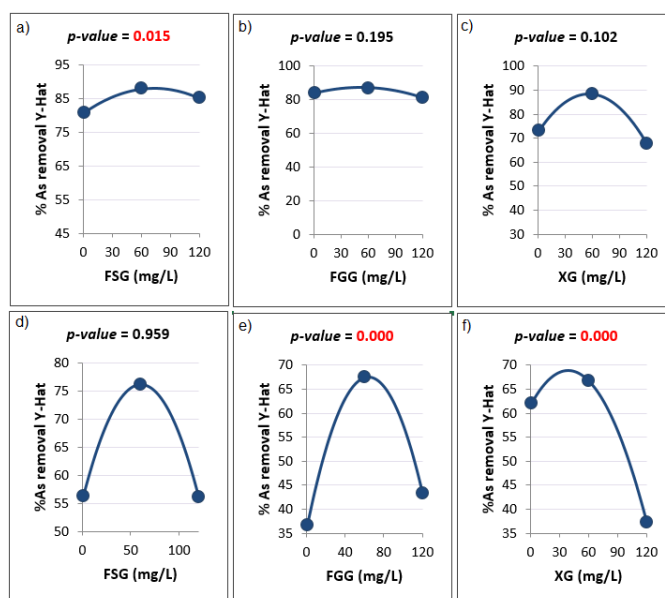 a)
p-value = 0.015
% As removal Y-Hat
95
85
75
65
55
45
0 30 60 90 120
FSG (mg/L)
b)
p-value = 0.195
% As removal Y-Hat
100
80
60
40
20
0
0 30 60 90 120
FGG (mg/L)
c)
p-value = 0.102
% As removal Y-Hat
100
90
80
70
60
50
40
30
0 30 60 90 120
XG (mg/L)
d)
p-value = 0.959
%As removal Y-Hat
80
75
70
65
60
55
50
0 50 100
FSG (mg/L)
e)
p-value = 0.000
%As removal Y-Hat
70
65
60
55
50
45
40
35
0 40 80 120
FGG (mg/L)
f)
p-value = 0.000
%As removal Y-Hat
70
65
60
55
50
45
40
35
0 30 60 90 120
XG (mg/L)